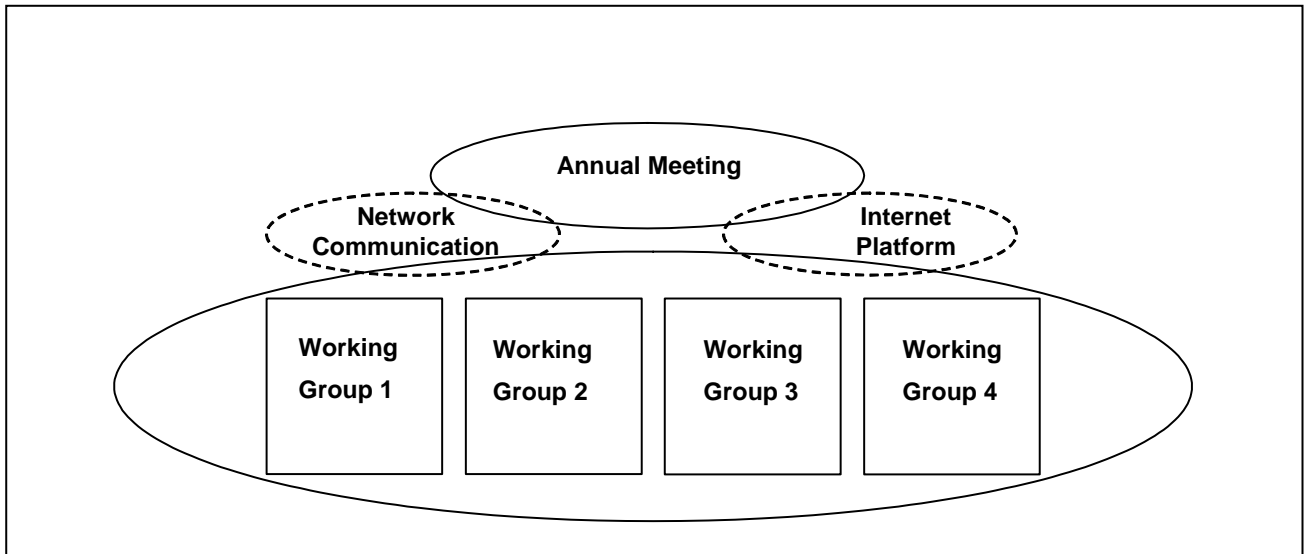 Annual Meeting
Network
Communication
Internet
Platform
Working
Group 1
Working
Group 2
Working
Group 3
Working
Group 4